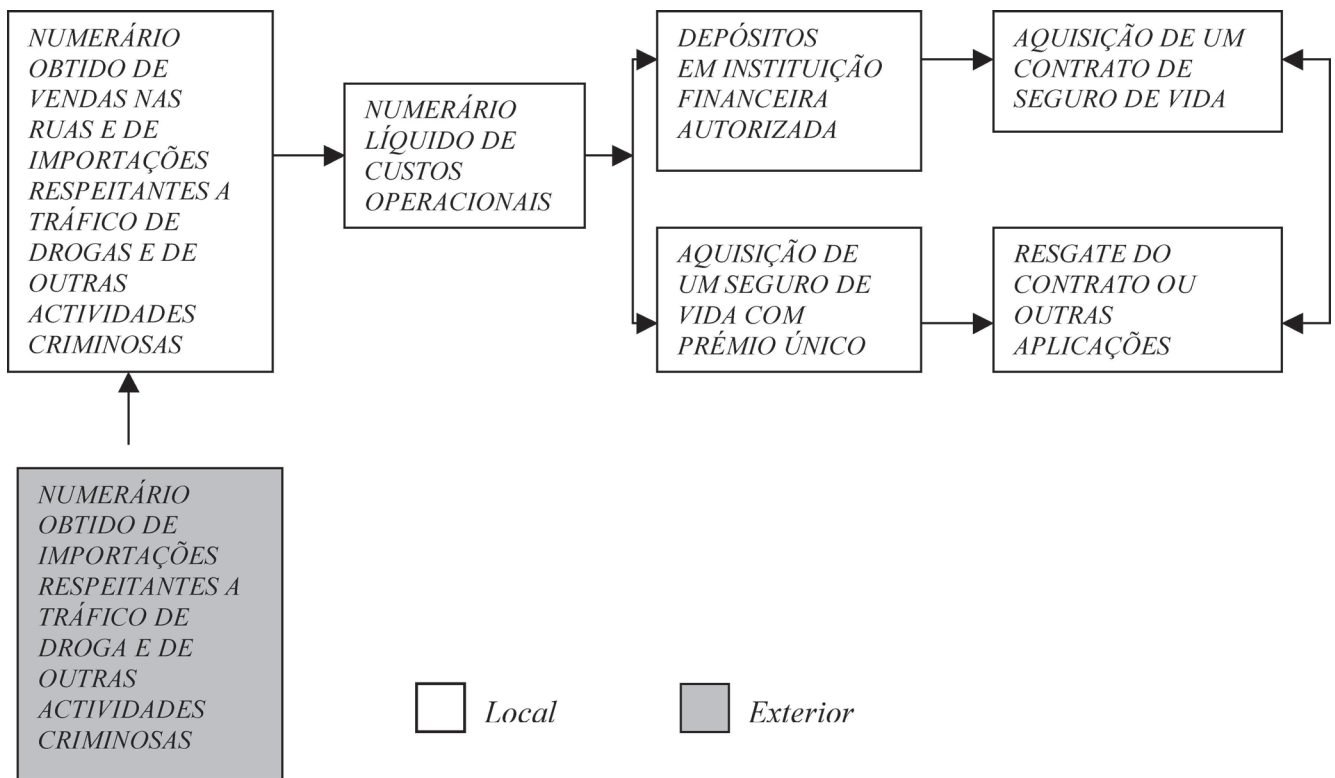 NUMERÁRIO
OBTIDO DE
VENDAS NAS
RUAS E DE
IMPORTAÇÕES
RESPEITANTES A
TRÁFICO DE
DROGAS E DE
OUTRAS
ACTIVIDADES
CRIMINOSAS
NUMERÁRIO
LÍQUIDO DE
CUSTOS
OPERACIONAIS
DEPÓSITOS
EM INSTITUIÇÃO
FINANCEIRA
AUTORIZADA
AQUISIÇÃO DE UM
CONTRATO DE
SEGURO DE VIDA
AQUISIÇÃO DE
UM SEGURO DE
VIDA COM
PRÉMIO ÚNICO
RESGATE DO
CONTRATO OU
OUTRAS
APLICAÇÕES
NUMERÁRIO
OBTIDO DE
IMPORTAÇÕES
RESPEITANTES A
TRÁFICO DE
DROGA E DE
OUTRAS
ACTIVIDADES
CRIMINOSAS
Local
Exterior